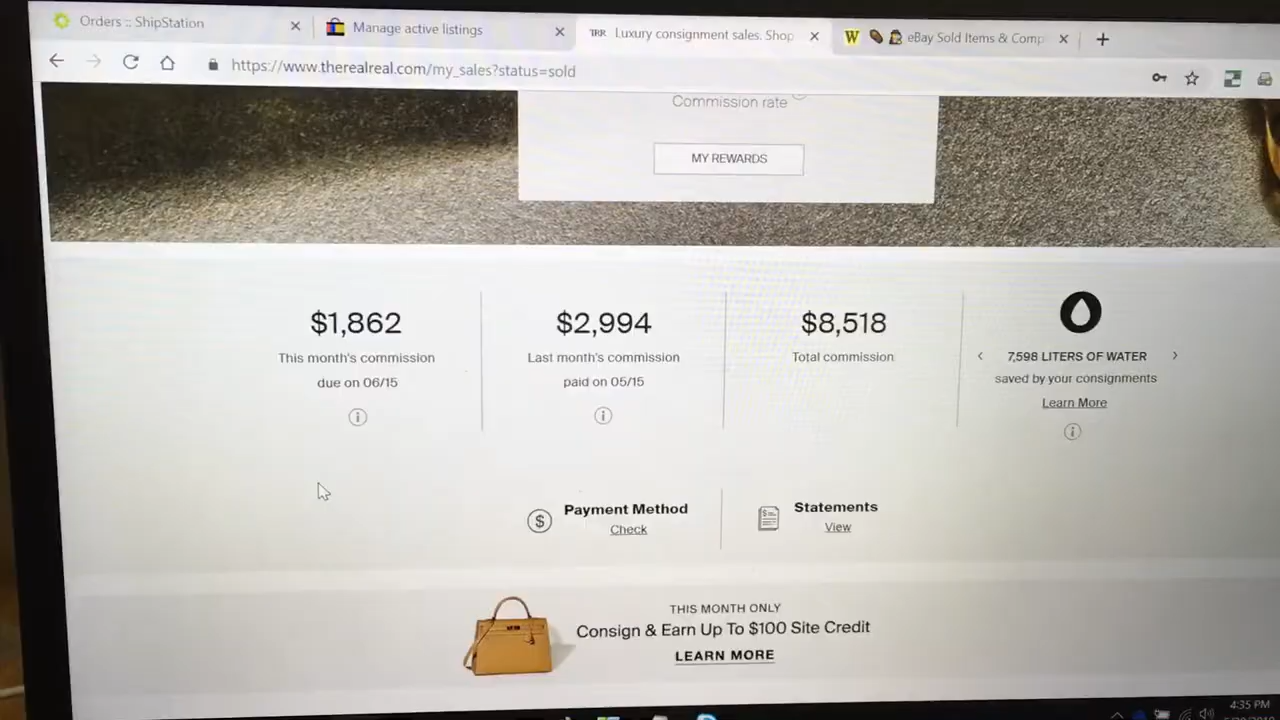 Orders :: ShipStation
Manage active listings
TRR Luxury consignment sales. Shop
W eBay Sold Items & Comp
https://www.therealreal.com/my_sales?status=sold
Commission rate
MY REWARDS
$1,862
This month's commission
due on 06/15
$2,994
Last month's commission
paid on 05/15
$8,518
Total commission
7,598 LITERS OF WATER
saved by your consignments
Learn More
Payment Method
Check
Statements
View
THIS MONTH ONLY
Consign & Earn Up To $100 Site Credit
LEARN MORE
4:35 PM